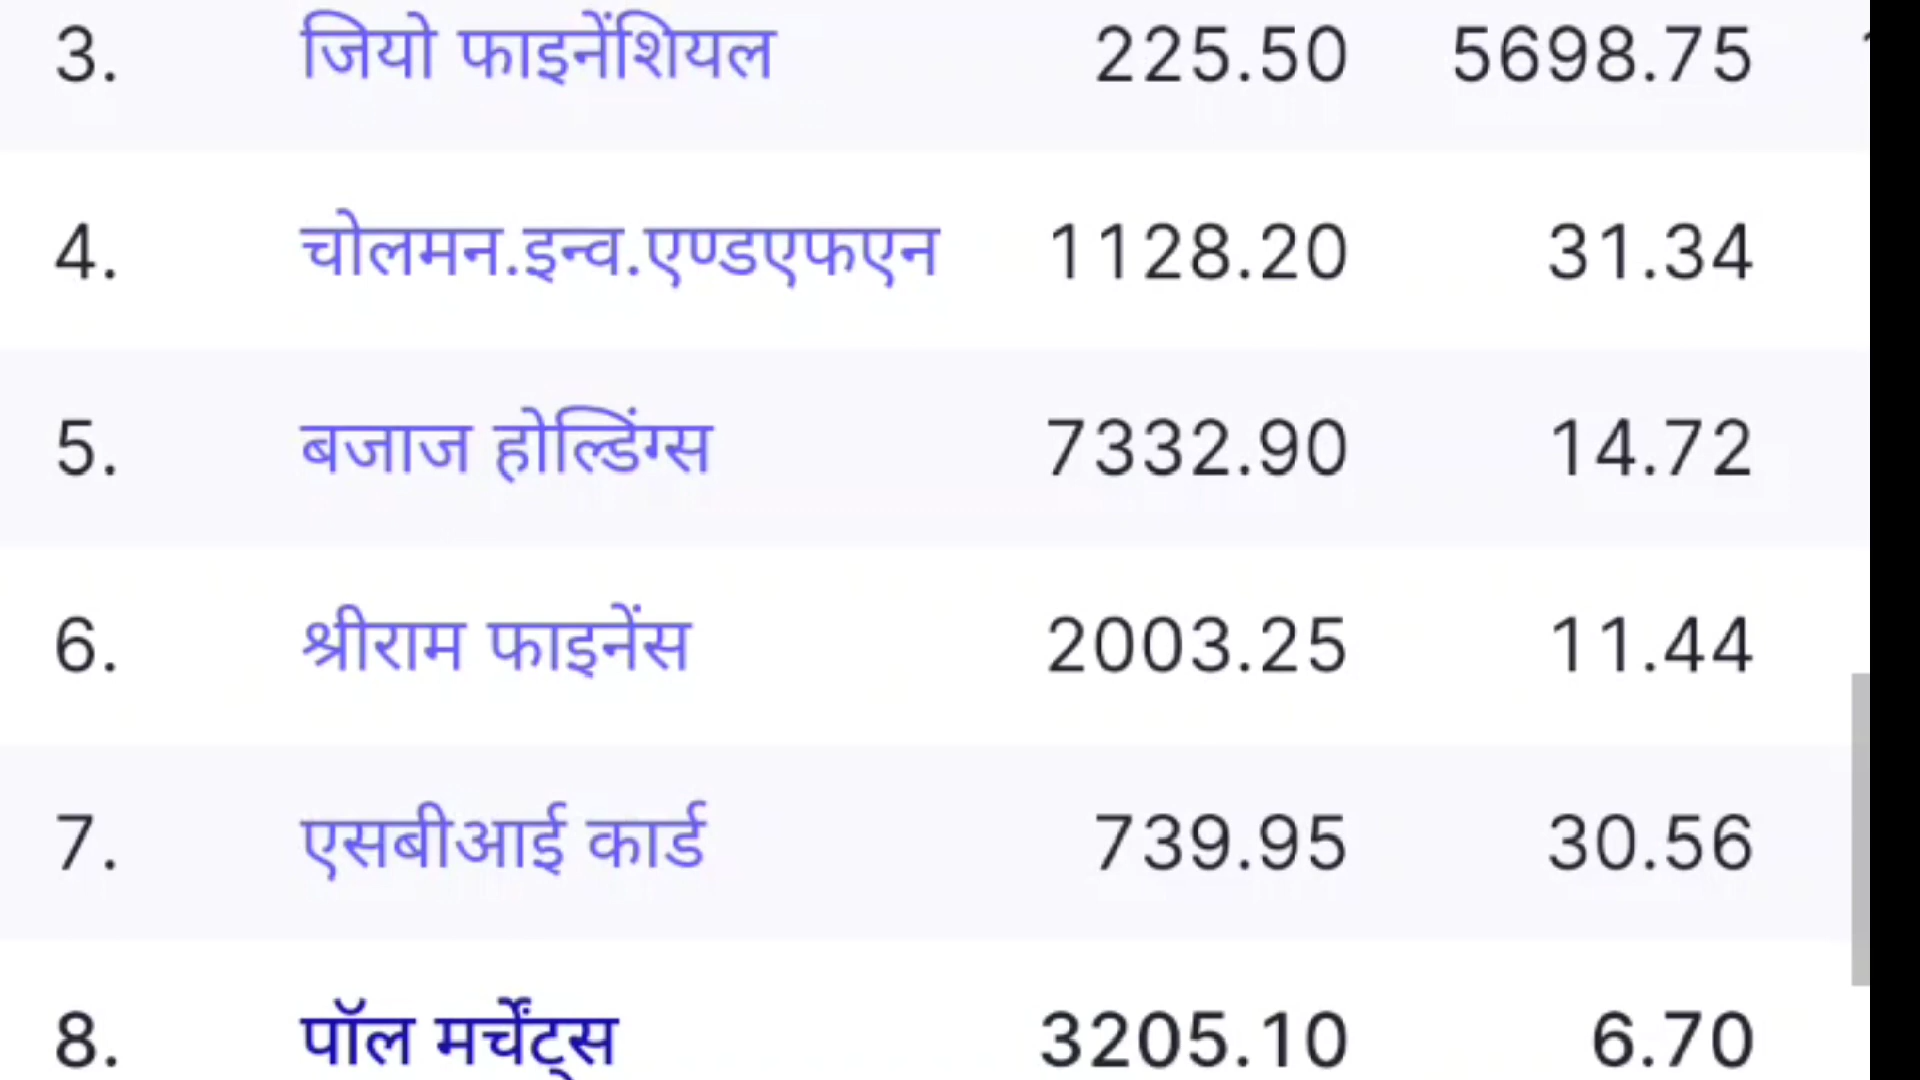 3. जियो फाइनेंशियल 225.50 5698.75
4. चोलमन.इन्व.एण्डएफएन 1128.20 31.34
5. बजाज होल्डिंग्स 7332.90 14.72
6. श्रीराम फाइनेंस 2003.25 11.44
7. एसबीआई कार्ड 739.95 30.56
8. पॉल मर्चेंट्स 3205.10 6.70